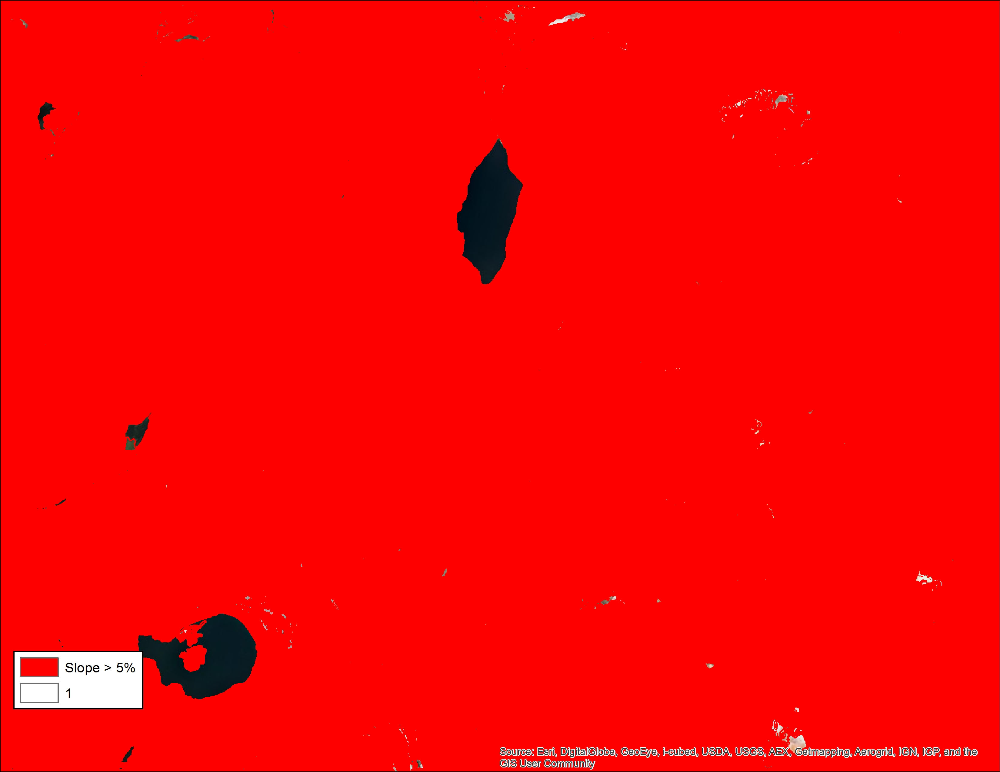 Slope > 5%
1
Source: Esri, DigitalGlobe, GeoEye, i-cubed, USDA, USGS, AEX, Getmapping, Aerogrid, IGN, IGP, and the
GIS User Community